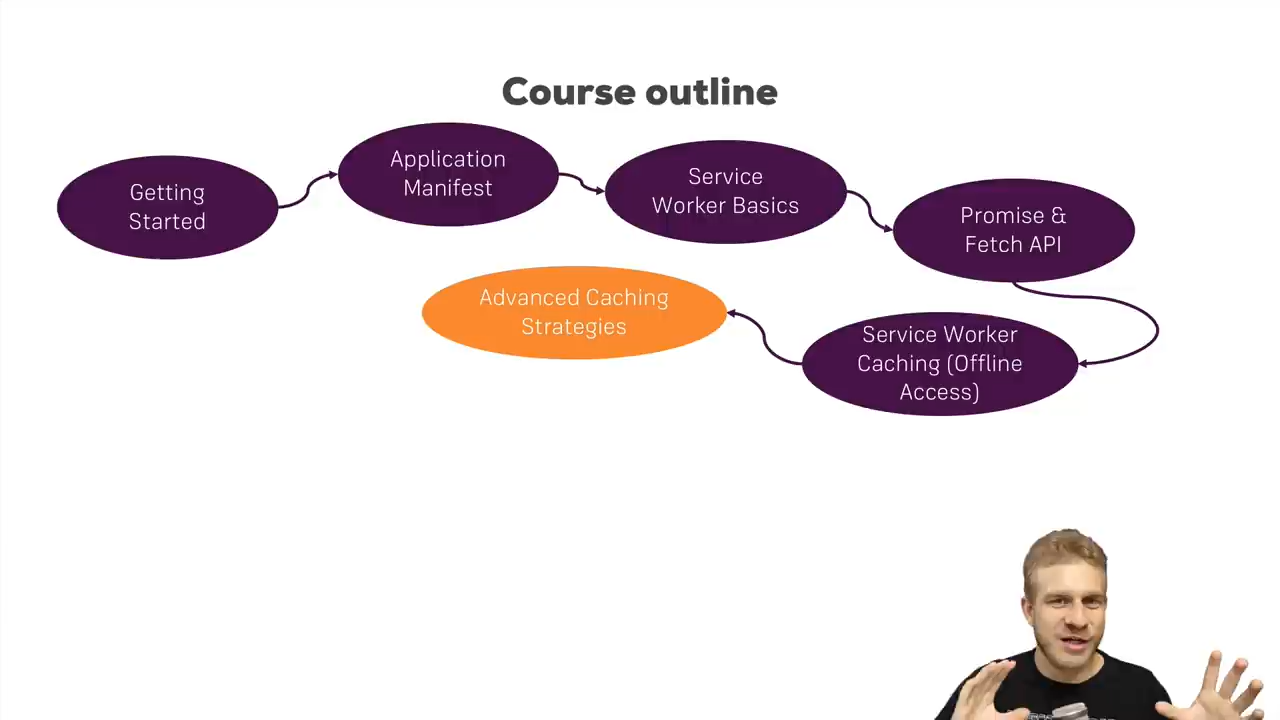 Course outline
Getting
Started
Application
Manifest
Service
Worker Basics
Promise &
Fetch API
Service Worker
Caching (Offline
Access)
Advanced Caching
Strategies